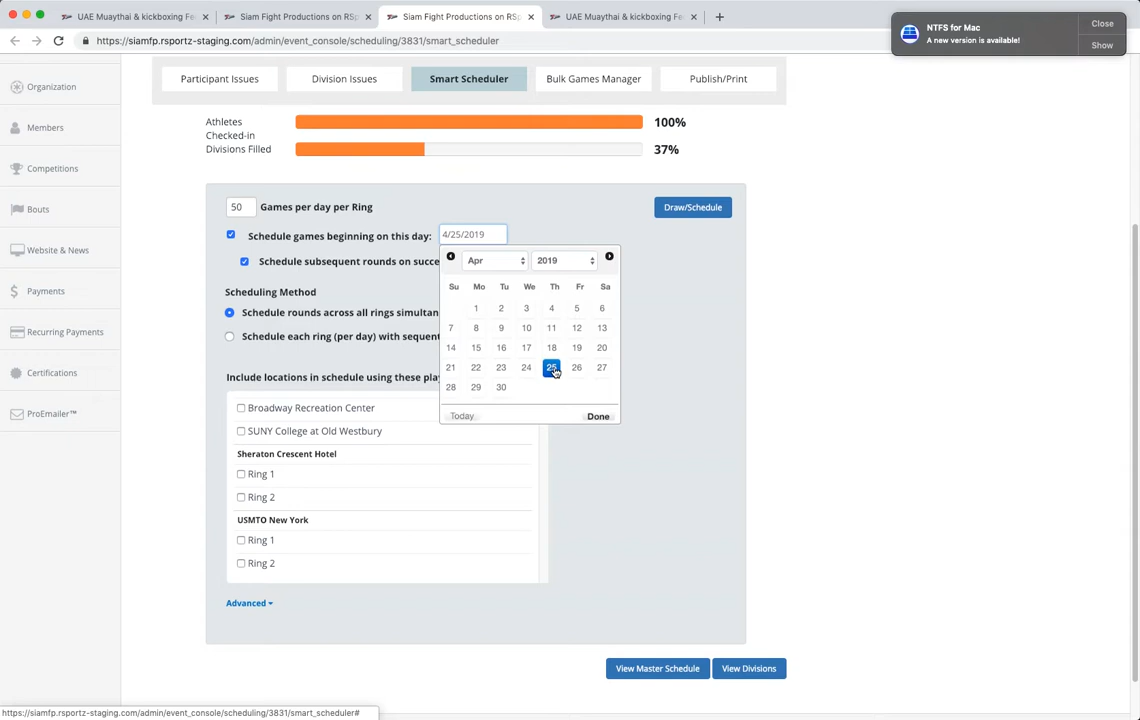 UAE Muaythai & kickboxing Fe
Siam Fight Productions on RSp
Siam Fight Productions on RSp
UAE Muaythai & kickboxing Fe
NTFS for Mac
A new version is available!
Close
Show
https://siamfp.rsportz-staging.com/admin/event_console/scheduling/3831/smart_scheduler
Organization
Members
Competitions
Bouts
Website & News
Payments
Recurring Payments
Certifications
ProEmailer™
Participant Issues
Division Issues
Smart Scheduler
Bulk Games Manager
Publish/Print
Athletes
Checked-in
100%
Divisions Filled
37%
50 Games per day per Ring
Draw/Schedule
Schedule games beginning on this day: 4/25/2019
Schedule subsequent rounds on succe
Scheduling Method
Schedule rounds across all rings simultan
Schedule each ring (per day) with sequent
Include locations in schedule using these pla
Apr 2019
Su Mo Tu We Th Fr Sa
1 2 3 4 5 6
7 8 9 10 11 12 13
14 15 16 17 18 19 20
21 22 23 24 25 26 27
28 29 30
Today Done
Broadway Recreation Center
SUNY College at Old Westbury
Sheraton Crescent Hotel
Ring 1
Ring 2
USMTO New York
Ring 1
Ring 2
Advanced
View Master Schedule
View Divisions
https://siamfp.rsportz-staging.com/admin/event_console/scheduling/3831/smart_scheduler#